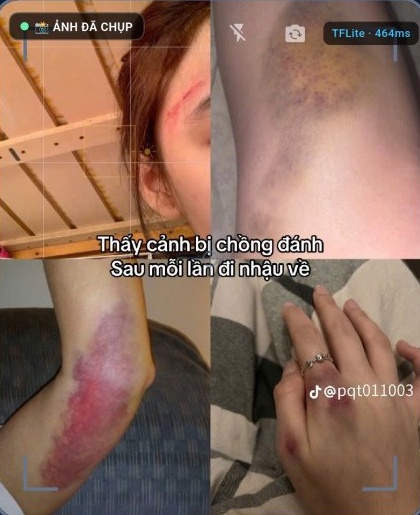 ẢNH ĐÃ CHỤP
TFLite · 464ms
Thấy cảnh bị chồng đánh
Sau mỗi lần đi nhậu về
@pqt011003